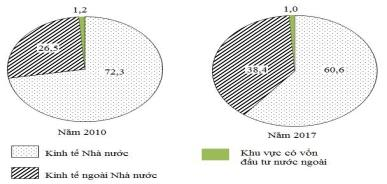 1,2
26,5
72,3
Năm 2010
1,0
38,4
60,6
Năm 2017
Kinh tế Nhà nước
Kinh tế ngoài Nhà nước
Khu vực có vốn
đầu tư nước ngoài